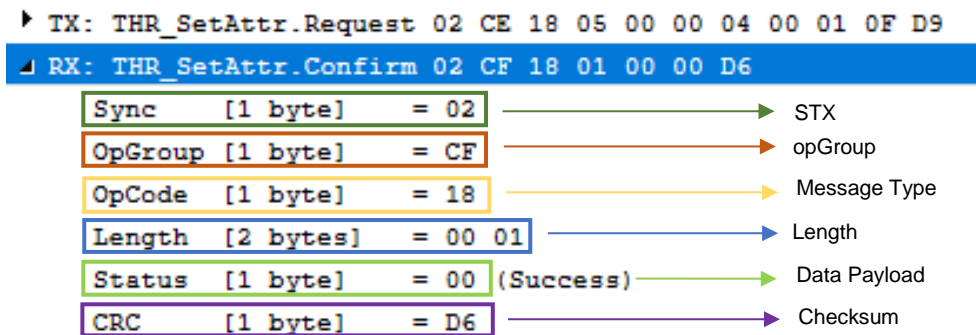 TX: THR_SetAttr.Request 02 CE 18 05 00 00 04 00 01 0F D9
RX: THR_SetAttr.Confirm 02 CF 18 01 00 00 D6
Sync [1 byte] = 02 STX
OpGroup [1 byte] = CF opGroup
OpCode [1 byte] = 18 Message Type
Length [2 bytes] = 00 01 Length
Status [1 byte] = 00 (Success) Data Payload
CRC [1 byte] = D6 Checksum